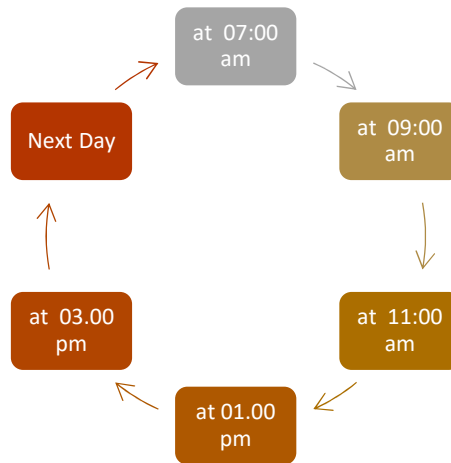 at 07:00
am
at 09:00
am
at 11:00
am
at 01.00
pm
at 03.00
pm
Next Day